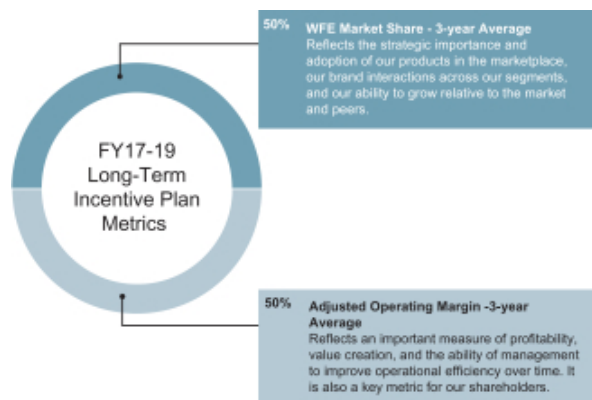 50% WFE Market Share - 3-year Average
Reflects the strategic importance and
adoption of our products in the marketplace,
our brand interactions across our segments,
and our ability to grow relative to the market
and peers.
FY17-19
Long-Term
Incentive Plan
Metrics
50% Adjusted Operating Margin -3-year
Average
Reflects an important measure of profitability,
value creation, and the ability of management
to improve operational efficiency over time. It
is also a key metric for our shareholders.